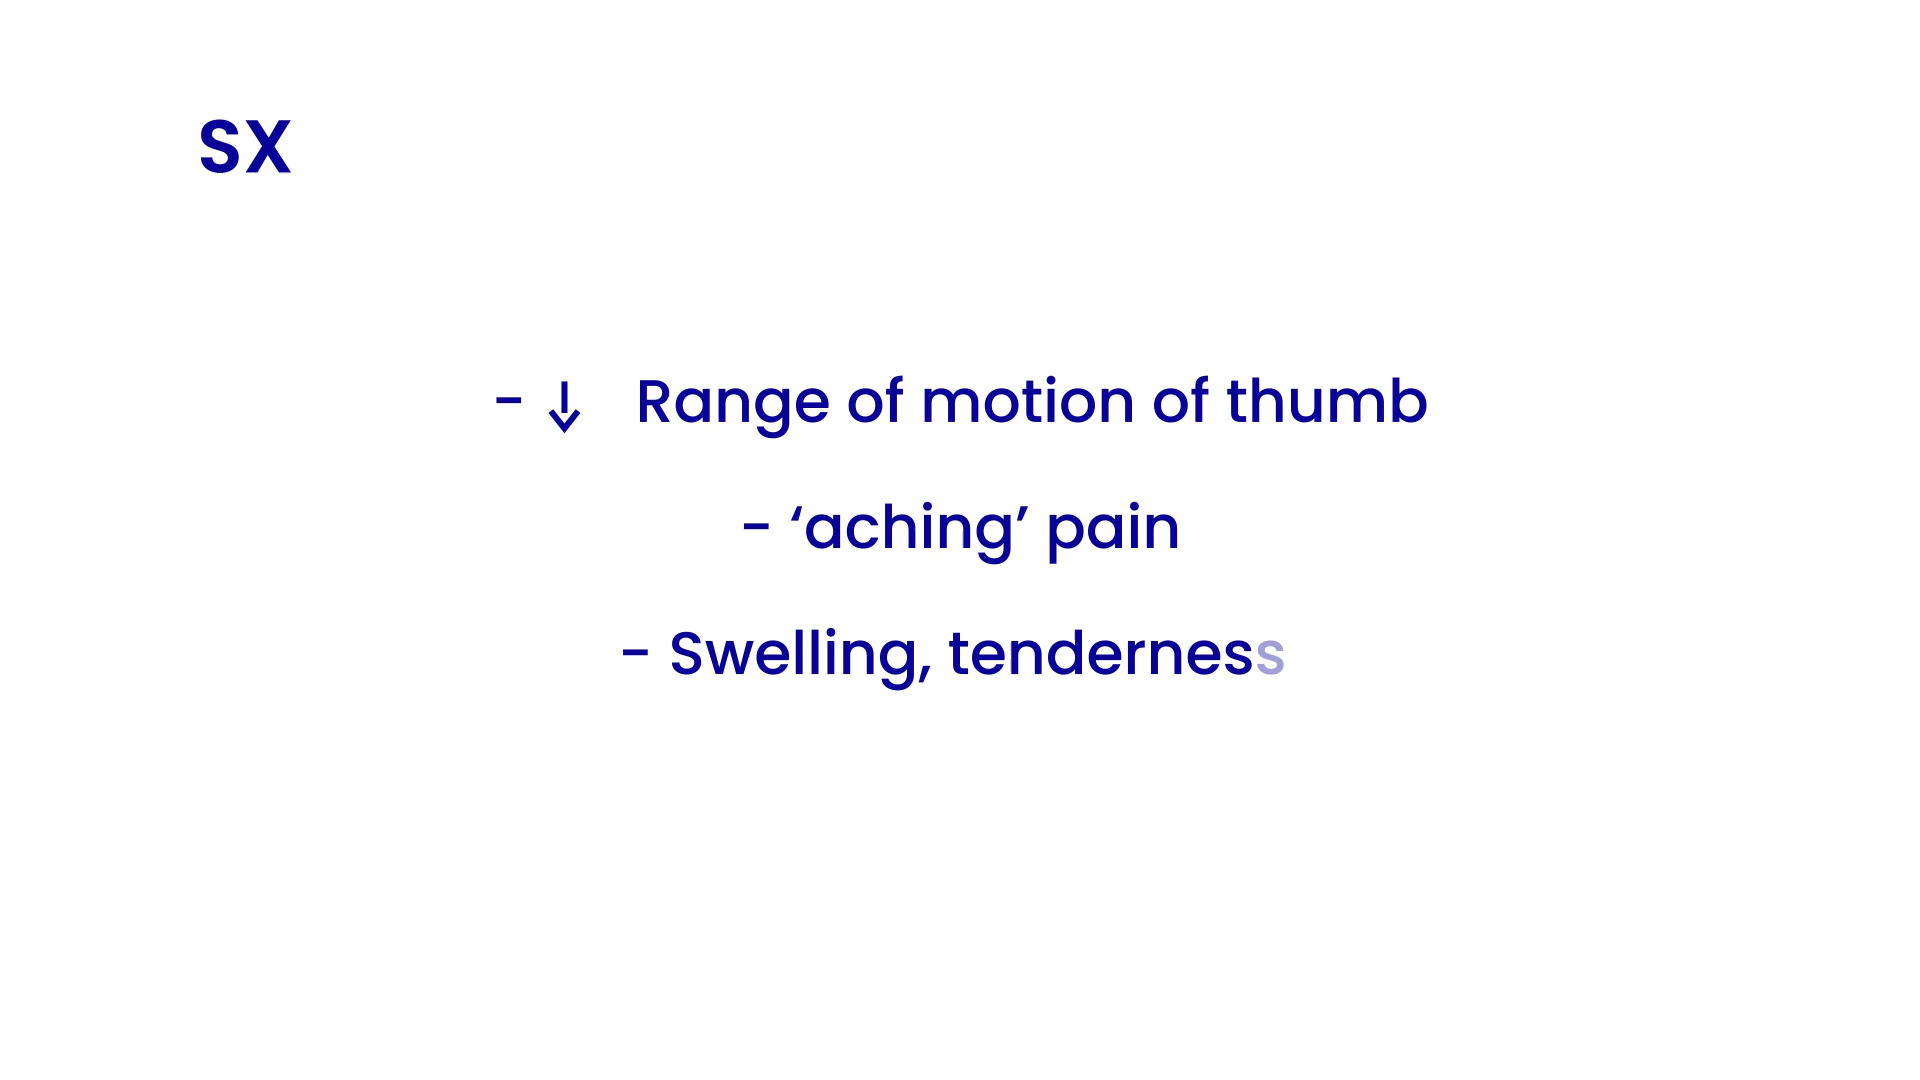 SX
- ↓ Range of motion of thumb
- ‘aching’ pain
- Swelling, tenderness